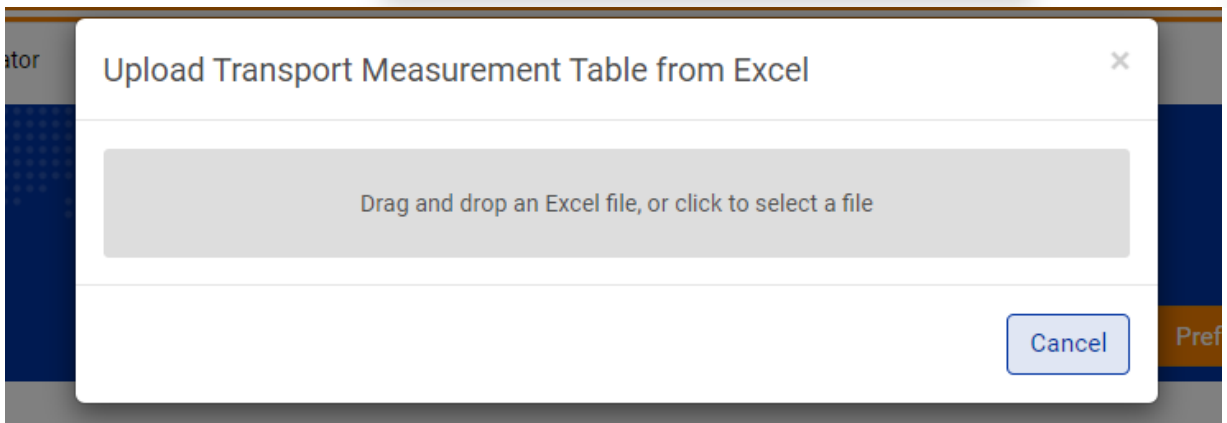 Upload Transport Measurement Table from Excel
×
Drag and drop an Excel file, or click to select a file
Cancel